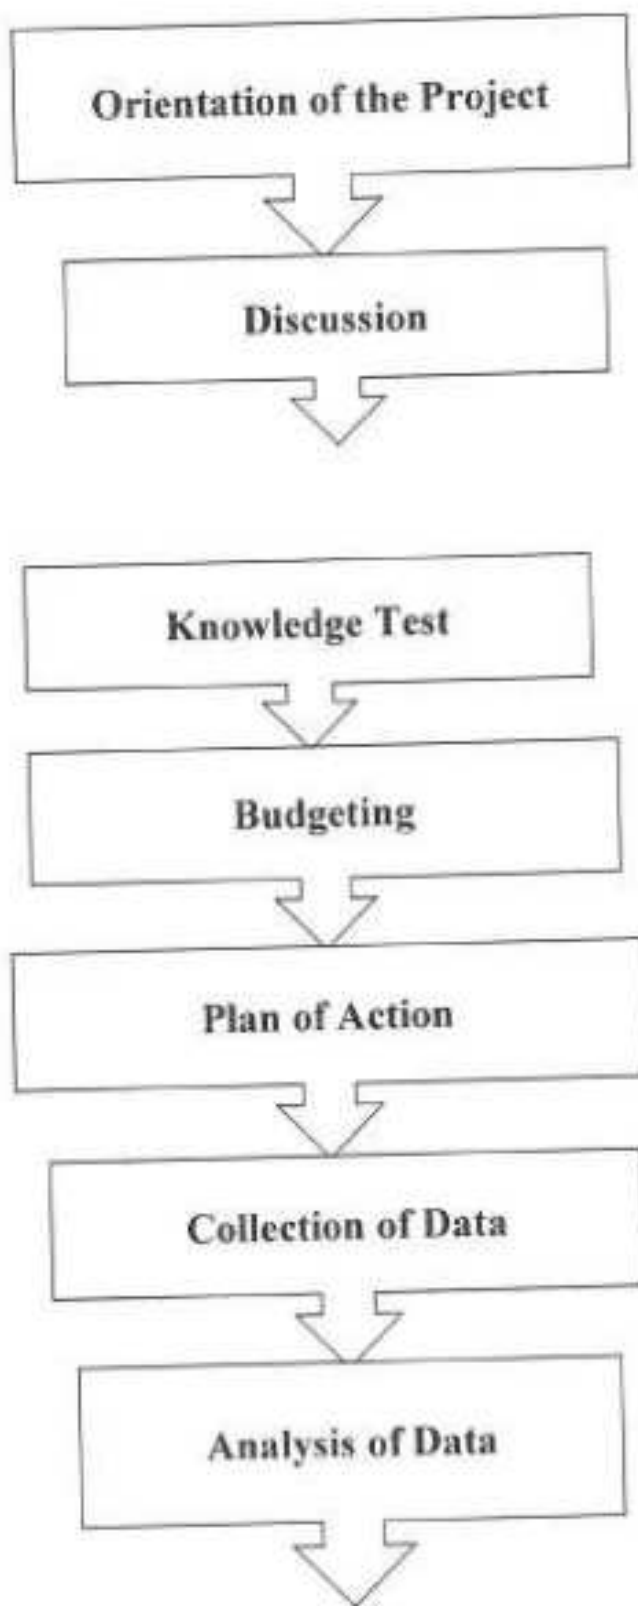 Orientation of the Project
Discussion
Knowledge Test
Budgeting
Plan of Action
Collection of Data
Analysis of Data